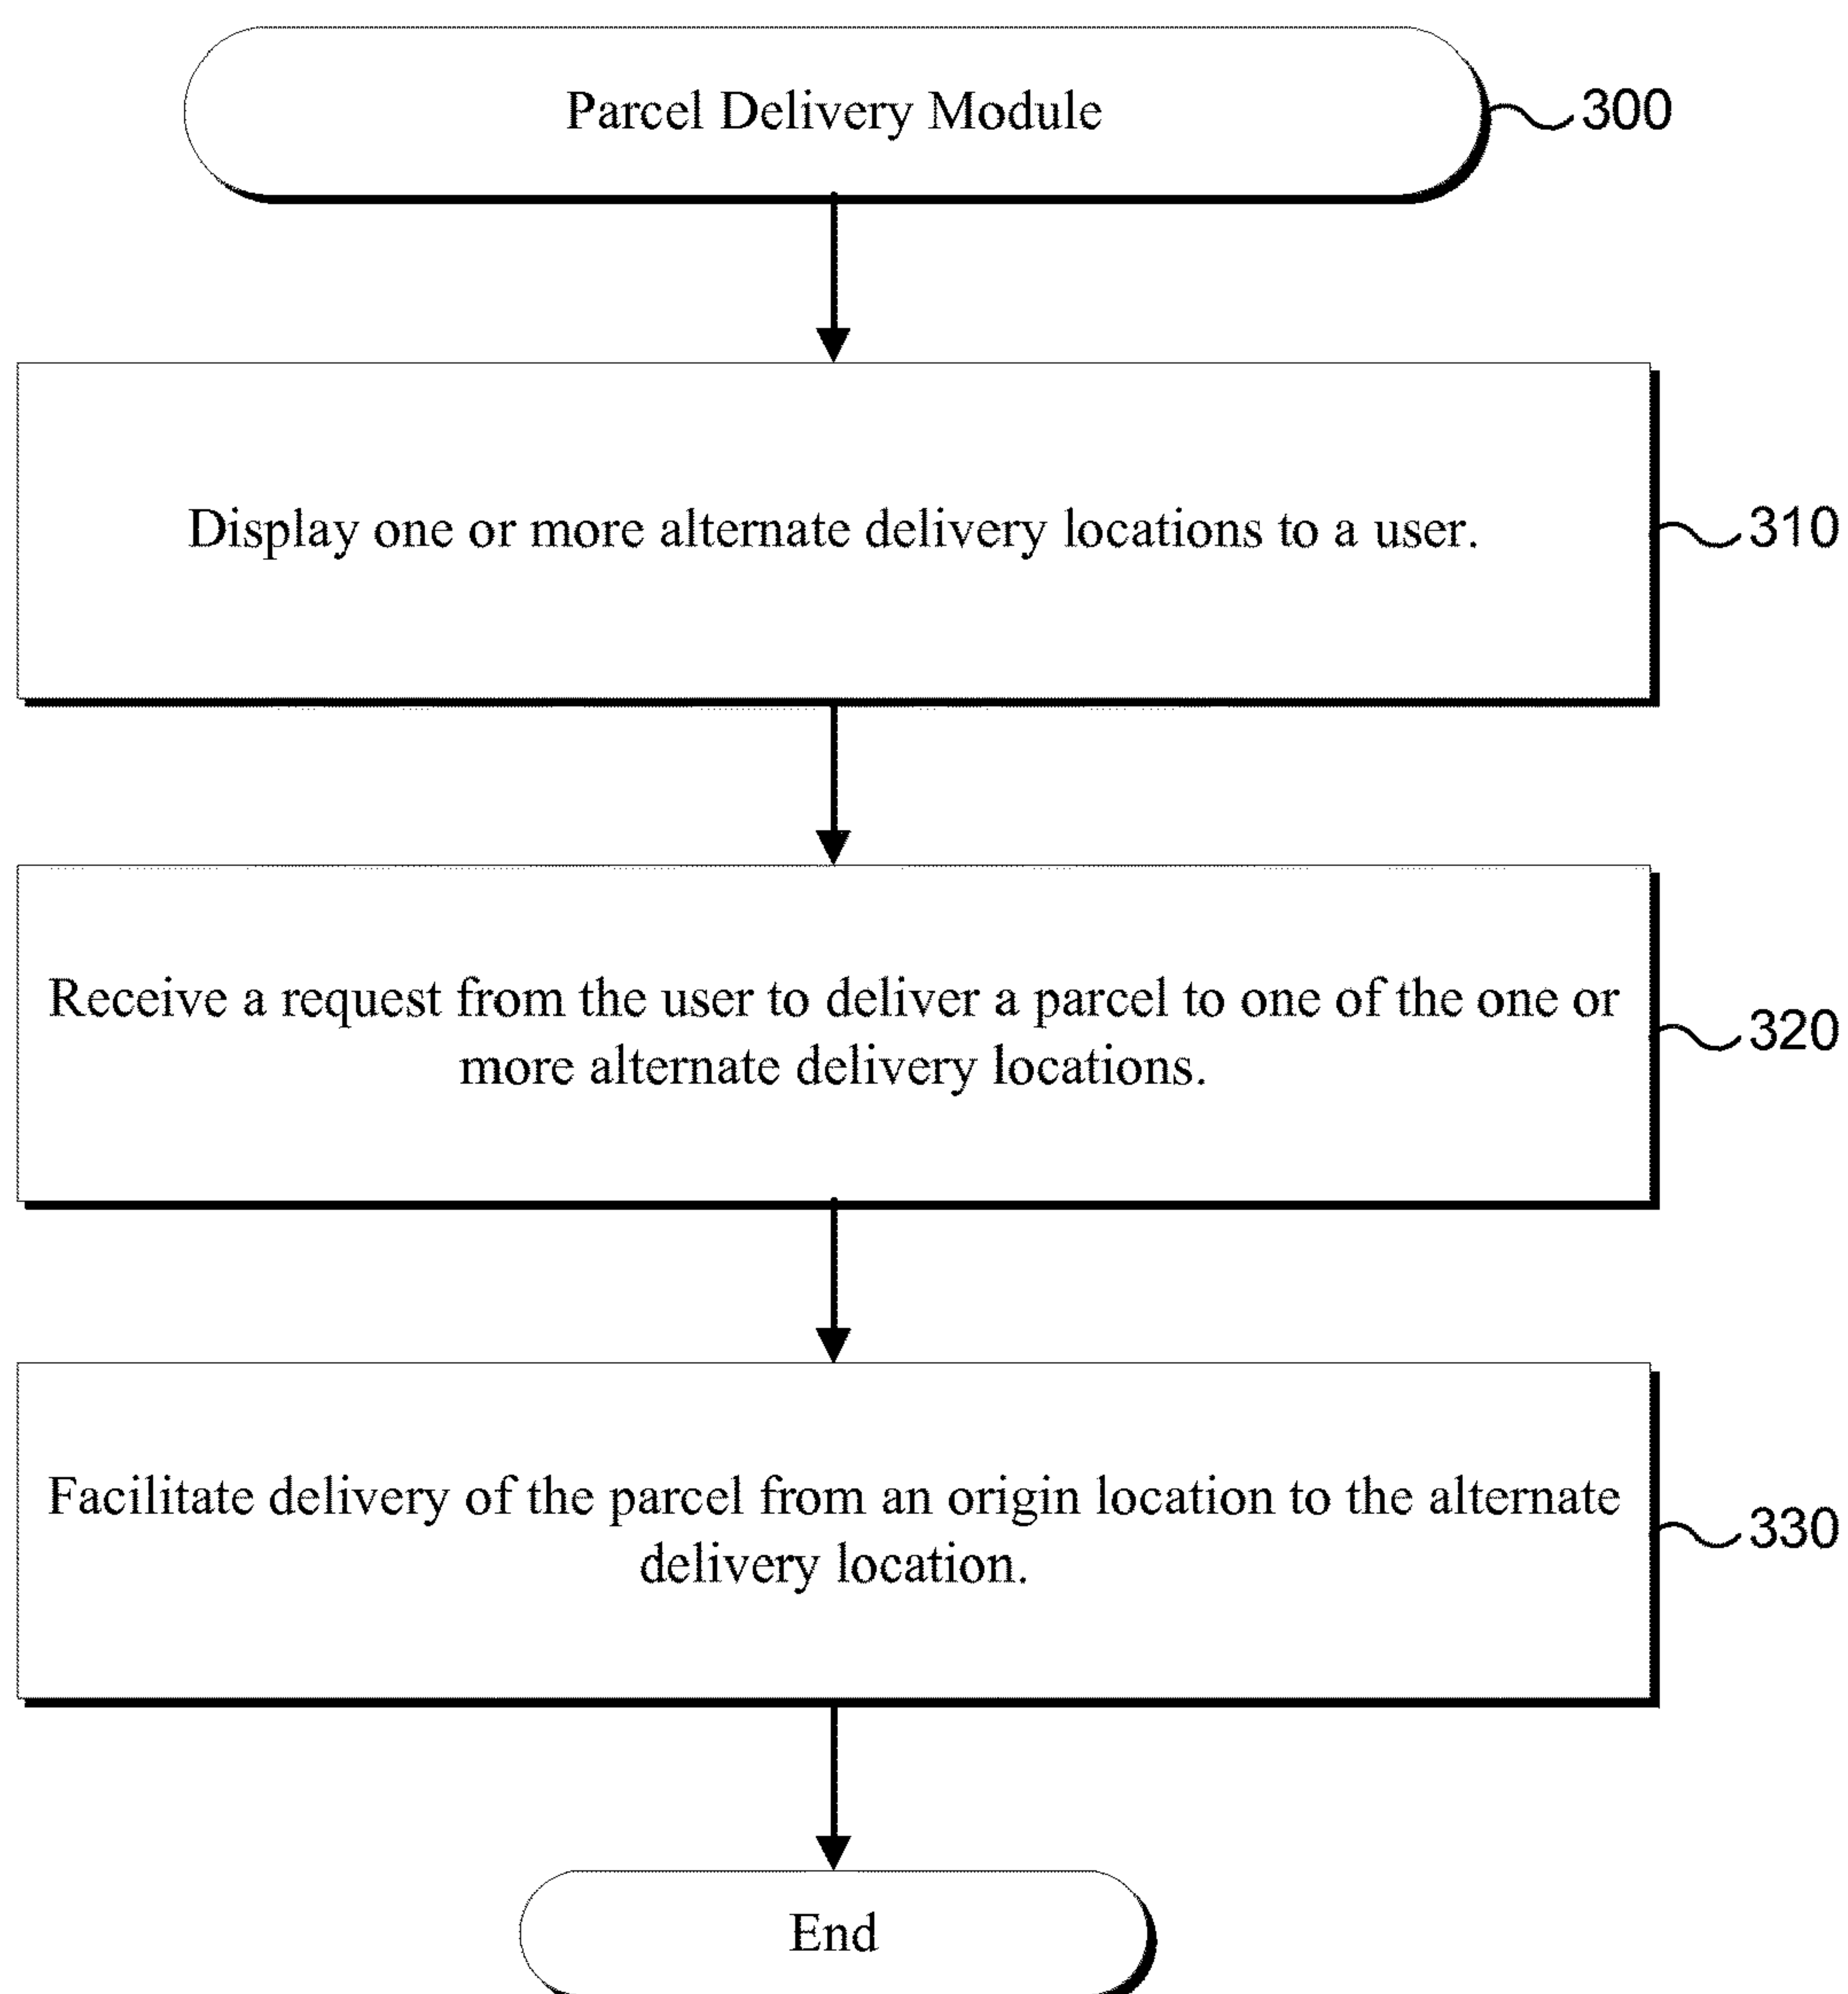 Parcel Delivery Module
300
Display one or more alternate delivery locations to a user.
310
Receive a request from the user to deliver a parcel to one of the one or
more alternate delivery locations.
320
Facilitate delivery of the parcel from an origin location to the alternate
delivery location.
330
End